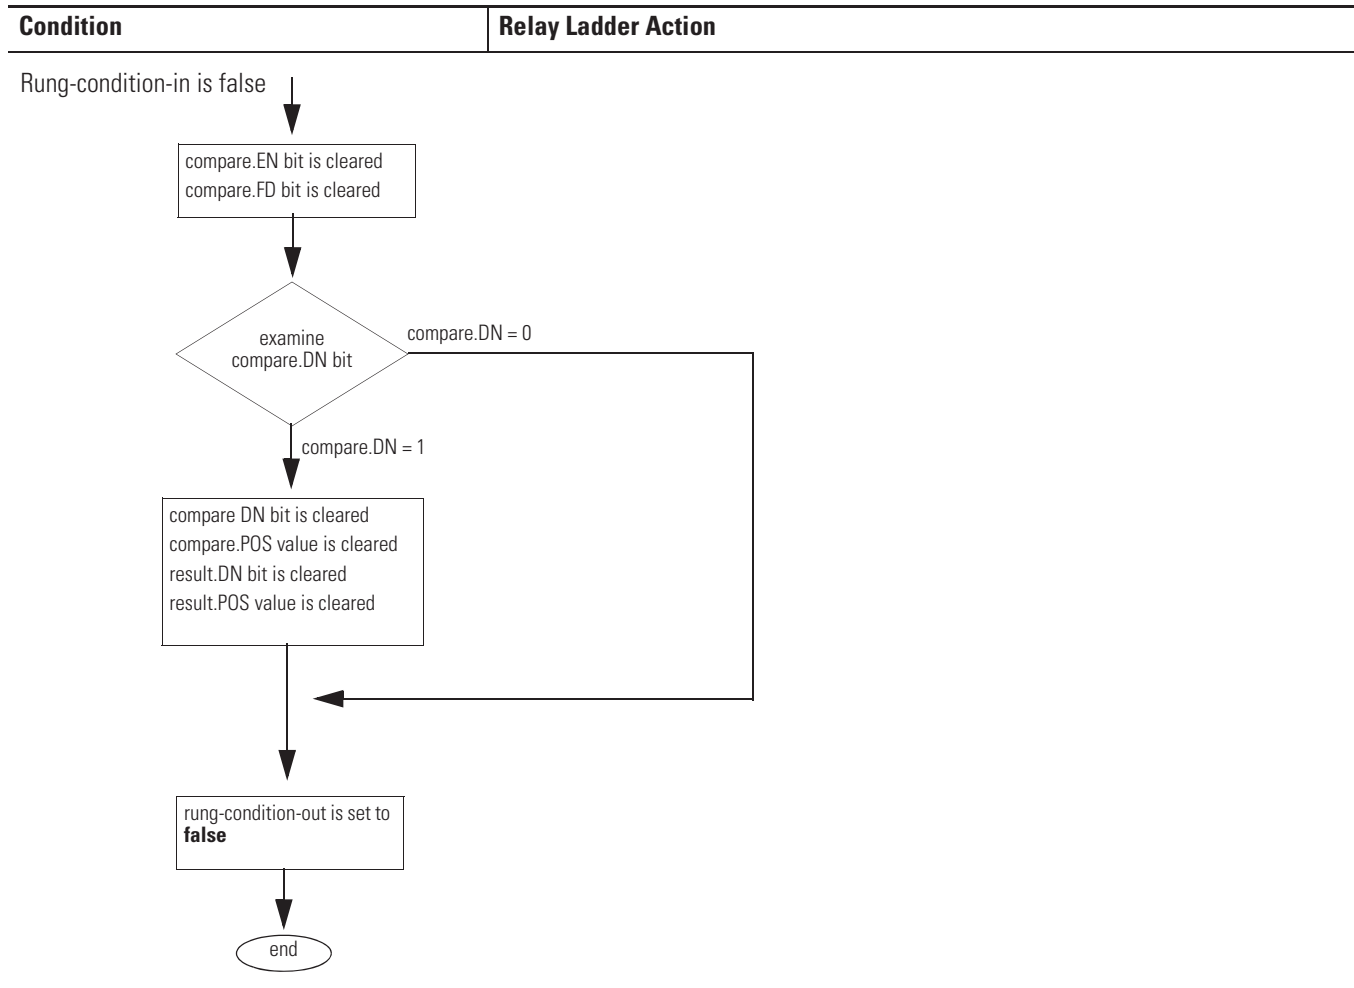 Condition
Relay Ladder Action
Rung-condition-in is false
compare.EN bit is cleared
compare.FD bit is cleared
examine
compare.DN bit
compare.DN = 0
compare.DN = 1
compare DN bit is cleared
compare.POS value is cleared
result.DN bit is cleared
result.POS value is cleared
rung-condition-out is set to
false
end